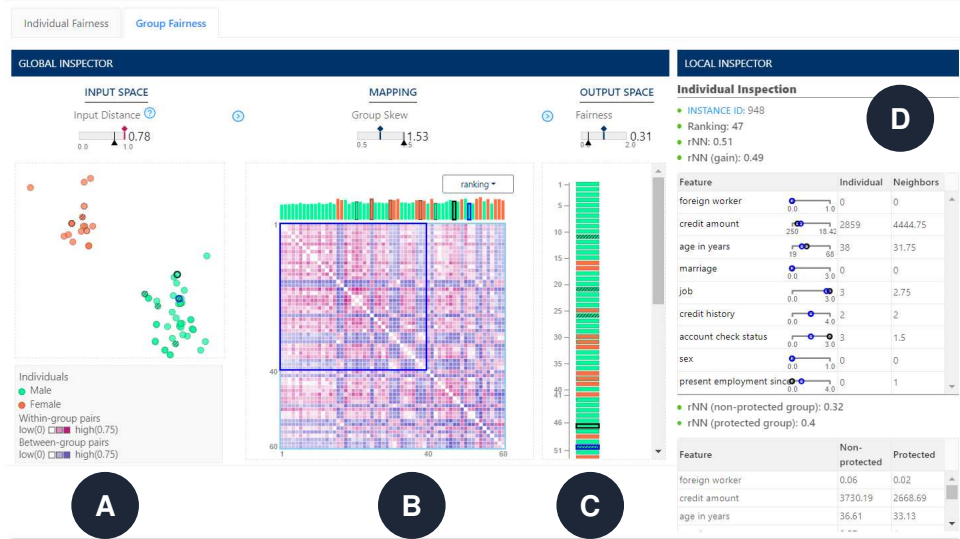 Individual Fairness
Group Fairness
GLOBAL INSPECTOR
INPUT SPACE
MAPPING
OUTPUT SPACE
Input Distance ?
Group Skew
Fairness
0.78
0.0 1.0
1.53
0.5 1.5
0.31
0.0 2.0
ranking
1
40
60
1 40 60
1
5
10
15
20
25
30
35
40
41
46
51
Individuals
Male
Female
Within-group pairs
low(0) high(0.75)
Between-group pairs
low(0) high(0.75)
A
B
C
LOCAL INSPECTOR
Individual Inspection
INSTANCE ID: 948
Ranking: 47
rNN: 0.51
rNN (gain): 0.49
D
Feature Individual Neighbors
foreign worker 0.0 1.0 0 0
credit amount 250 18.42 2859 4444.75
age in years 19 68 38 31.75
marriage 0.0 3.0 0 0
job 0.0 3.0 3 2.75
credit history 0.0 4.0 2 2
account check status 0.0 3.0 3 1.5
sex 0.0 1.0 0 0
present employment since 0.0 4.0 0 1
rNN (non-protected group): 0.32
rNN (protected group): 0.4
Feature Non-protected Protected
foreign worker 0.06 0.02
credit amount 3730.19 2668.69
age in years 36.61 33.13